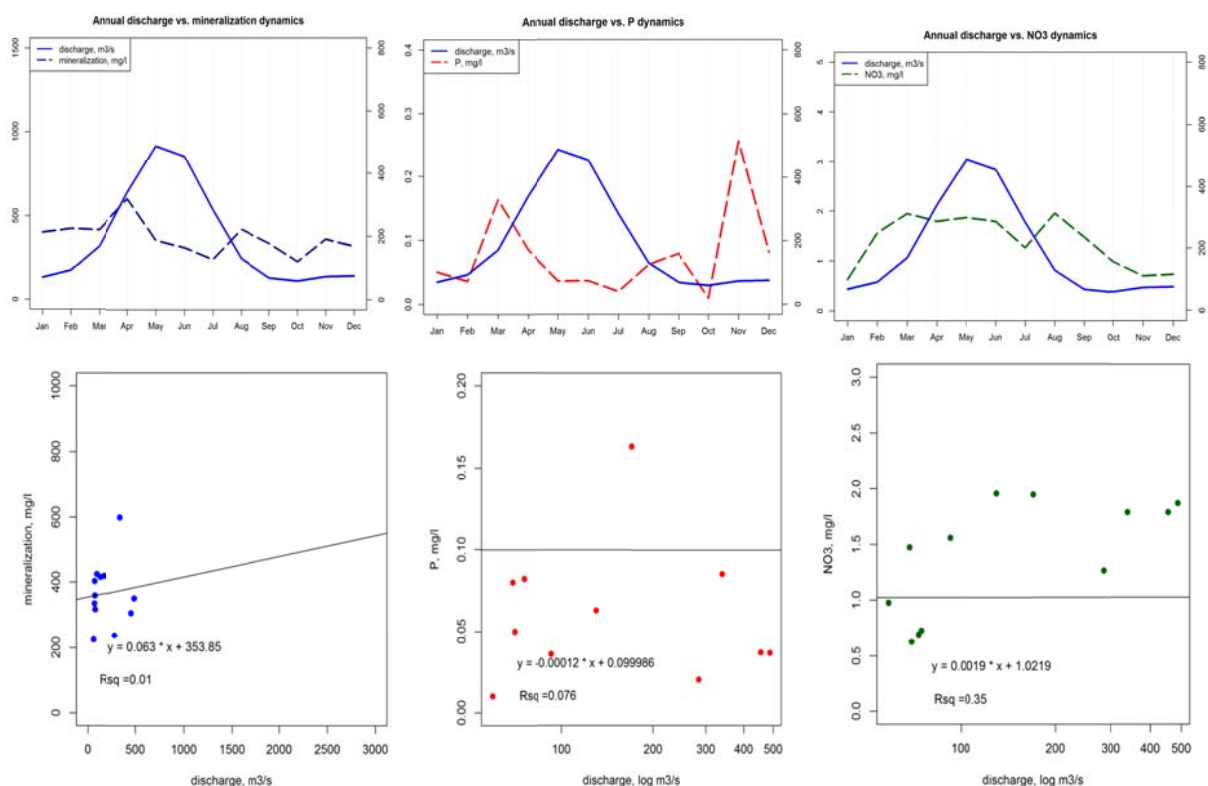 Annual discharge vs. mineralization dynamics
discharge, m3/s
mineralization, mg/l
1500
1000
500
0
800
600
400
200
0
Jan Feb Mar Apr May Jun Jul Aug Sep Oct Nov Dec
Annual discharge vs. P dynamics
discharge, m3/s
P, mg/l
0.4
0.3
0.2
0.1
0.0
800
600
400
200
0
Jan Feb Mar Apr May Jun Jul Aug Sep Oct Nov Dec
Annual discharge vs. NO3 dynamics
discharge, m3/s
NO3, mg/l
5
4
3
2
1
0
800
600
400
200
0
Jan Feb Mar Apr May Jun Jul Aug Sep Oct Nov Dec
mineralization, mg/l
1000
800
600
400
200
0
y = 0.063 * x + 353.85
Rsq =0.01
0 500 1000 1500 2000 2500 3000
discharge, m3/s
P, mg/l
0.20
0.15
0.10
0.05
0.00
y = -0.00012 * x + 0.099986
Rsq =0.076
100 200 300 400 500
discharge, log m3/s
NO3, mg/l
3.0
2.5
2.0
1.5
1.0
0.5
0.0
y = 0.0019 * x + 1.0219
Rsq =0.35
100 200 300 400 500
discharge, log m3/s